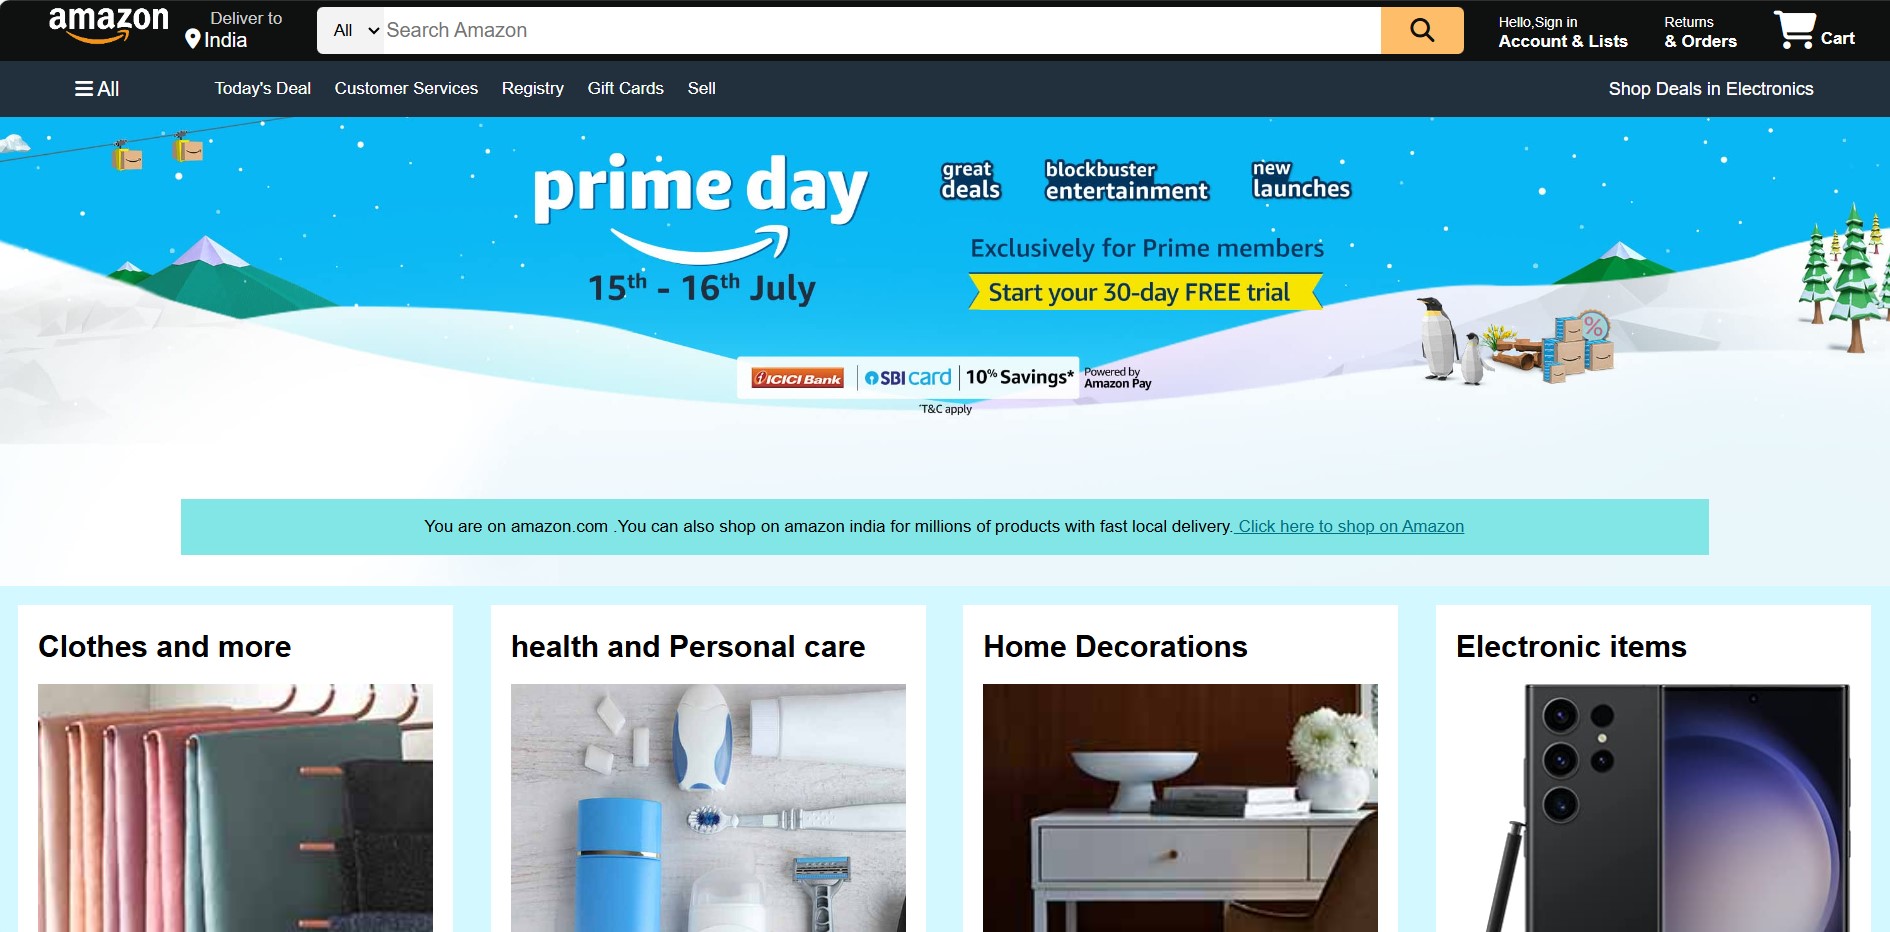 amazon
Deliver to
India
All
Search Amazon
Hello,Sign in
Account & Lists
Returns
& Orders
Cart
All
Today's Deal
Customer Services
Registry
Gift Cards
Sell
Shop Deals in Electronics
prime day
15th - 16th July
great
deals
blockbuster
entertainment
new
launches
Exclusively for Prime members
Start your 30-day FREE trial
ICICI Bank
SBI card
10% Savings*
Powered by
Amazon Pay
*T&C apply
%
You are on amazon.com .You can also shop on amazon india for millions of products with fast local delivery. Click here to shop on Amazon
Clothes and more
health and Personal care
Home Decorations
Electronic items